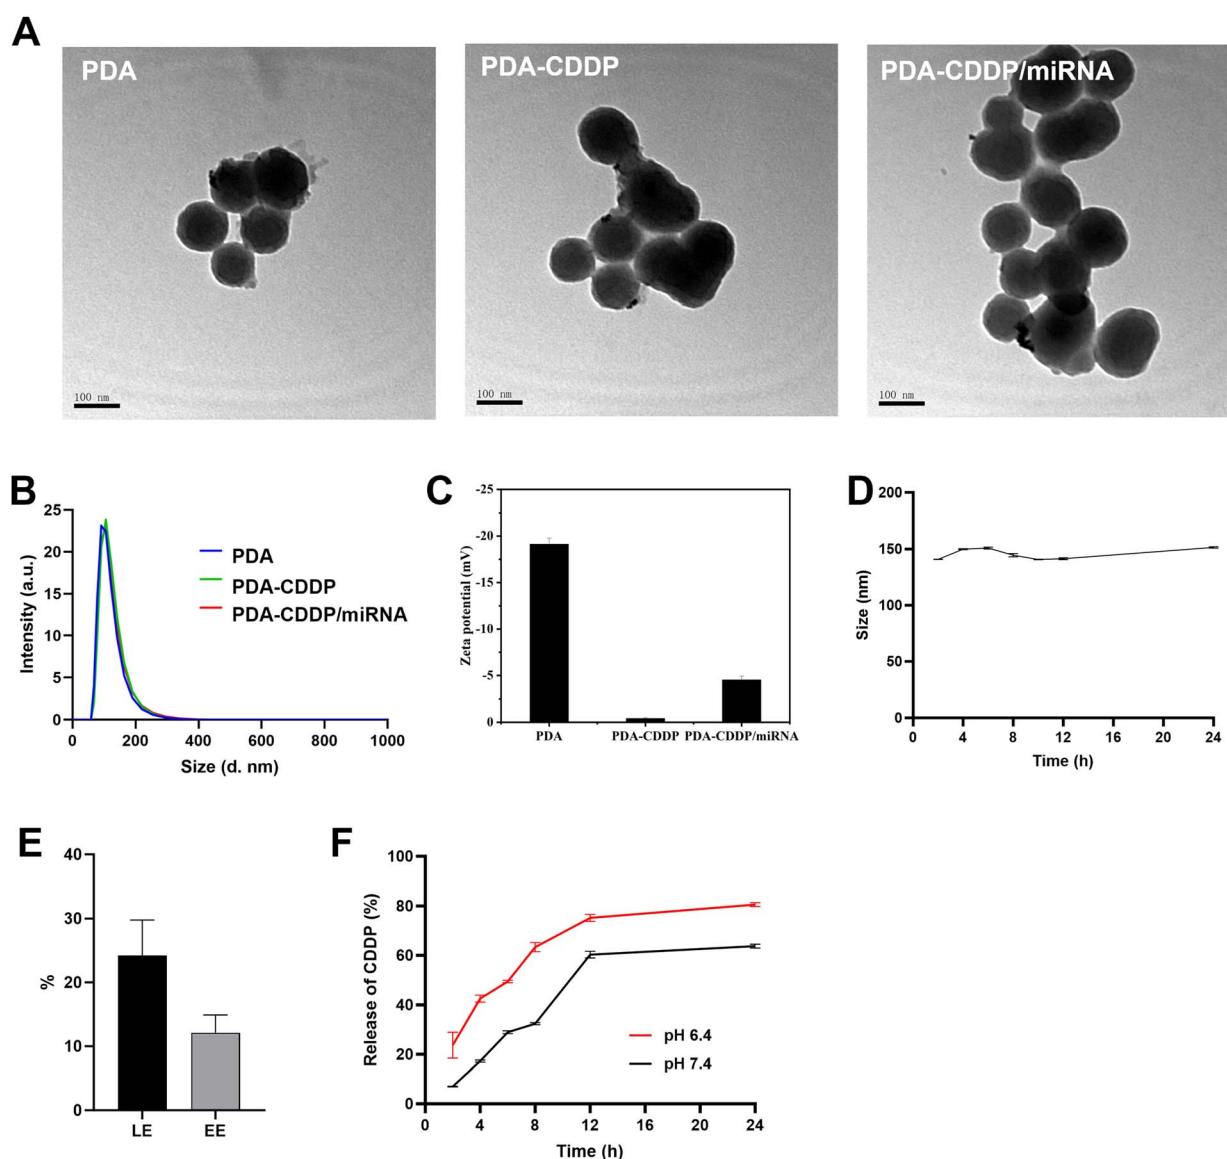 A
PDA
PDA-CDDP
PDA-CDDP/miRNA
100 nm
100 nm
100 nm
B
Intensity (a.u.)
25
20
15
10
5
0
0 200 400 600 800 1000
Size (d. nm)
PDA
PDA-CDDP
PDA-CDDP/miRNA
C
Zeta potential (mV)
-25
-20
-15
-10
-5
0
PDA PDA-CDDP PDA-CDDP/miRNA
D
Size (nm)
200
150
100
50
0
0 4 8 12 16 20 24
Time (h)
E
%
40
30
20
10
0
LE EE
F
Release of CDDP (%)
100
80
60
40
20
0
0 4 8 12 16 20 24
Time (h)
pH 6.4
pH 7.4